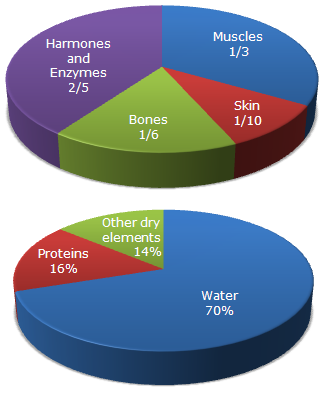 Harmones
and
Enzymes
2/5
Muscles
1/3
Skin
1/10
Bones
1/6
Other dry
elements
14%
Proteins
16%
Water
70%